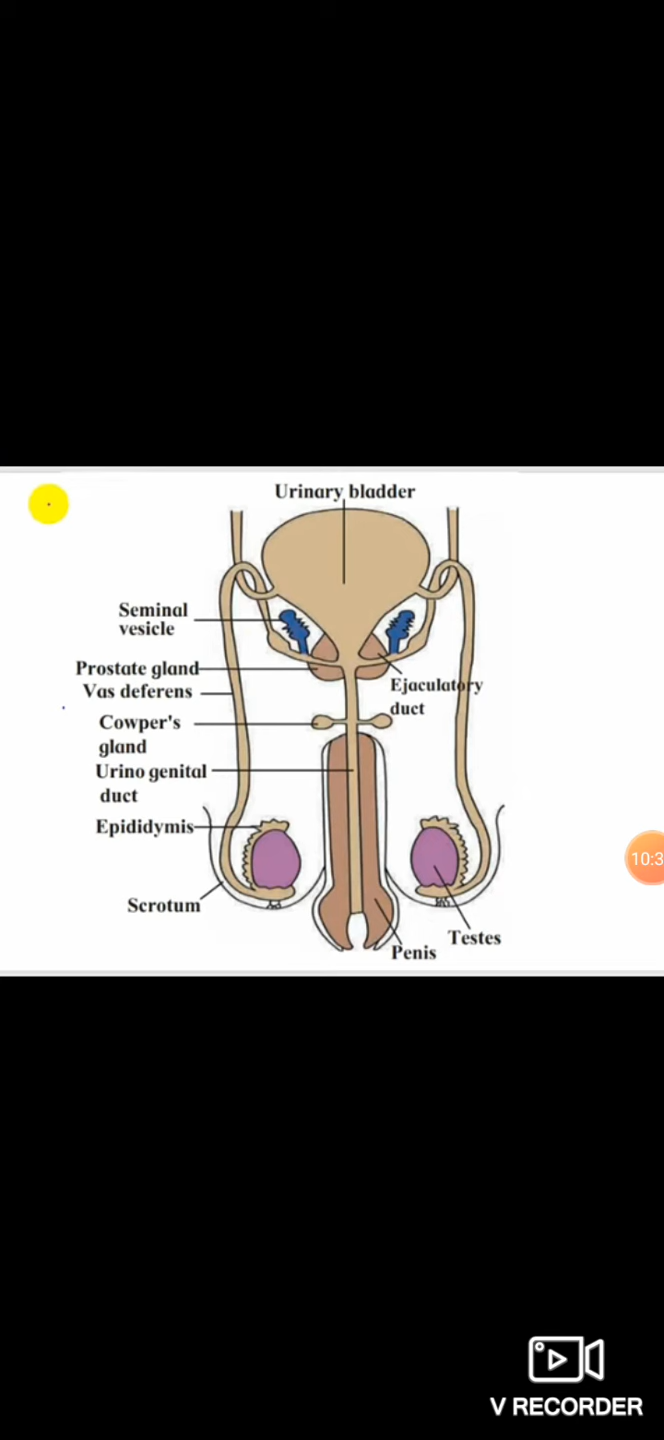 Urinary bladder
Seminal
vesicle
Prostate gland
Vas deferens
Ejaculatory
duct
Cowper's
gland
Urino genital
duct
Epididymis
Scrotum
Testes
Penis
10:3
V RECORDER